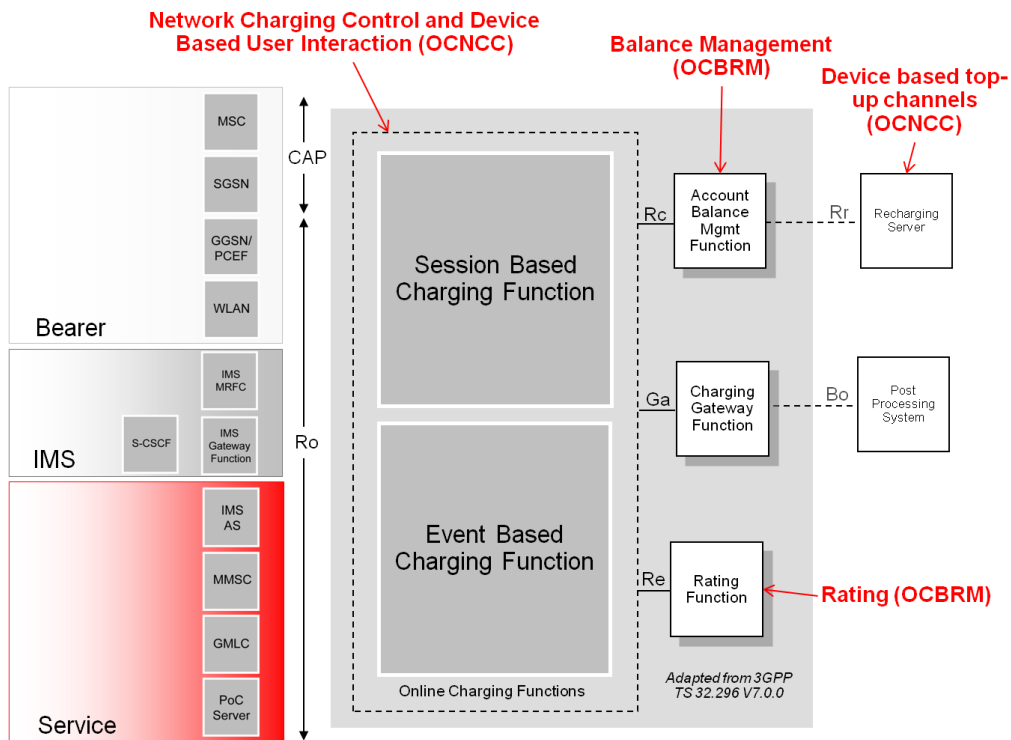 Network Charging Control and Device
Based User Interaction (OCNCC)
Balance Management
(OCBRM)
Device based top-
up channels
(OCNCC)
MSC
SGSN
GGSN/
PCEF
WLAN
Bearer
IMS
MRFC
S-CSCF
IMS
Gateway
Function
IMS
IMS
AS
MMSC
GMLC
PoC
Server
Service
CAP
Ro
Session Based
Charging Function
Event Based
Charging Function
Online Charging Functions
Rc
Account
Balance
Mgmt
Function
Rr
Recharging
Server
Ga
Charging
Gateway
Function
Bo
Post
Processing
System
Re
Rating
Function
Rating (OCBRM)
Adapted from 3GPP
TS 32.296 V7.0.0